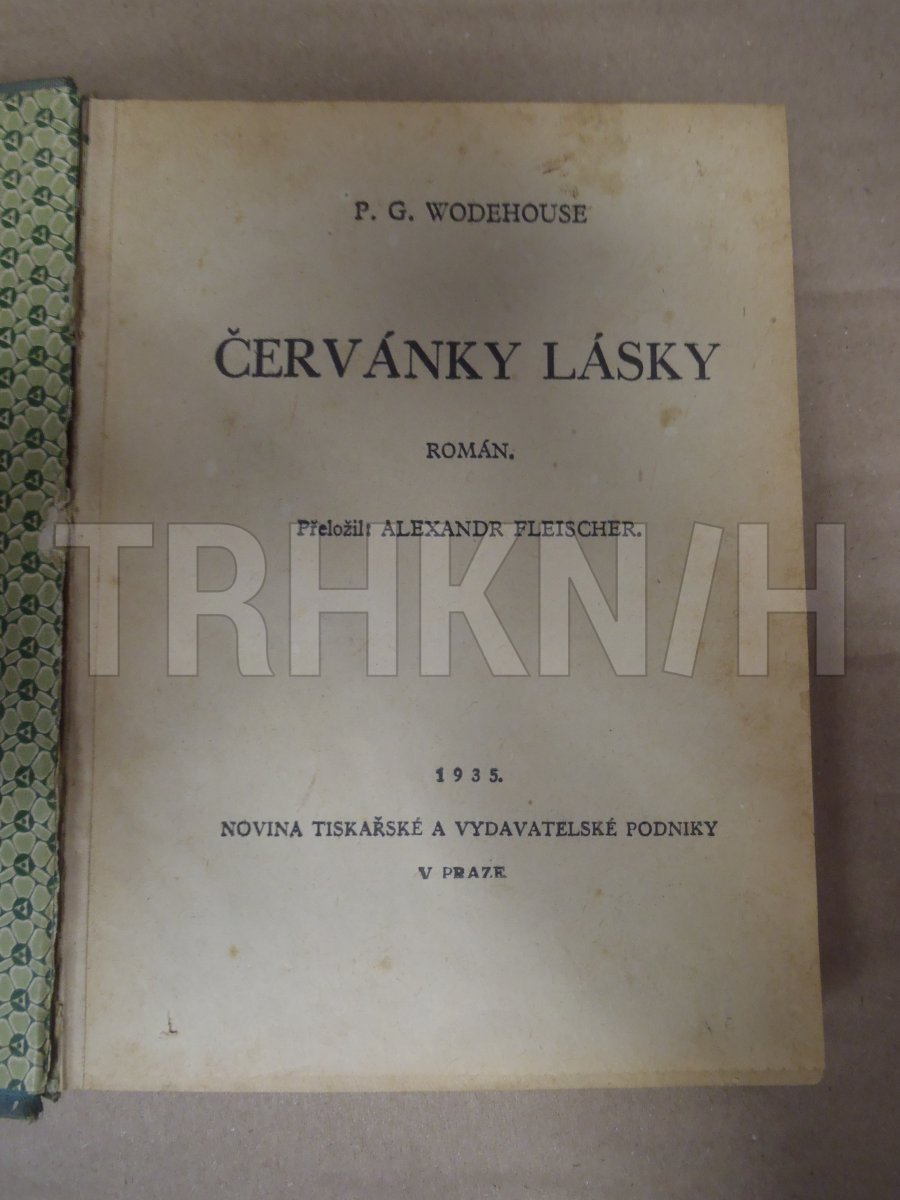 P. G. WODEHOUSE
ČERVÁNKY LÁSKY
ROMÁN.
Přeložil: ALEXANDR FLEISCHER.
TRHKNIH
1935.
NOVINA TISKAŘSKÉ A VYDAVATELSKÉ PODNIKY
V PRAZE